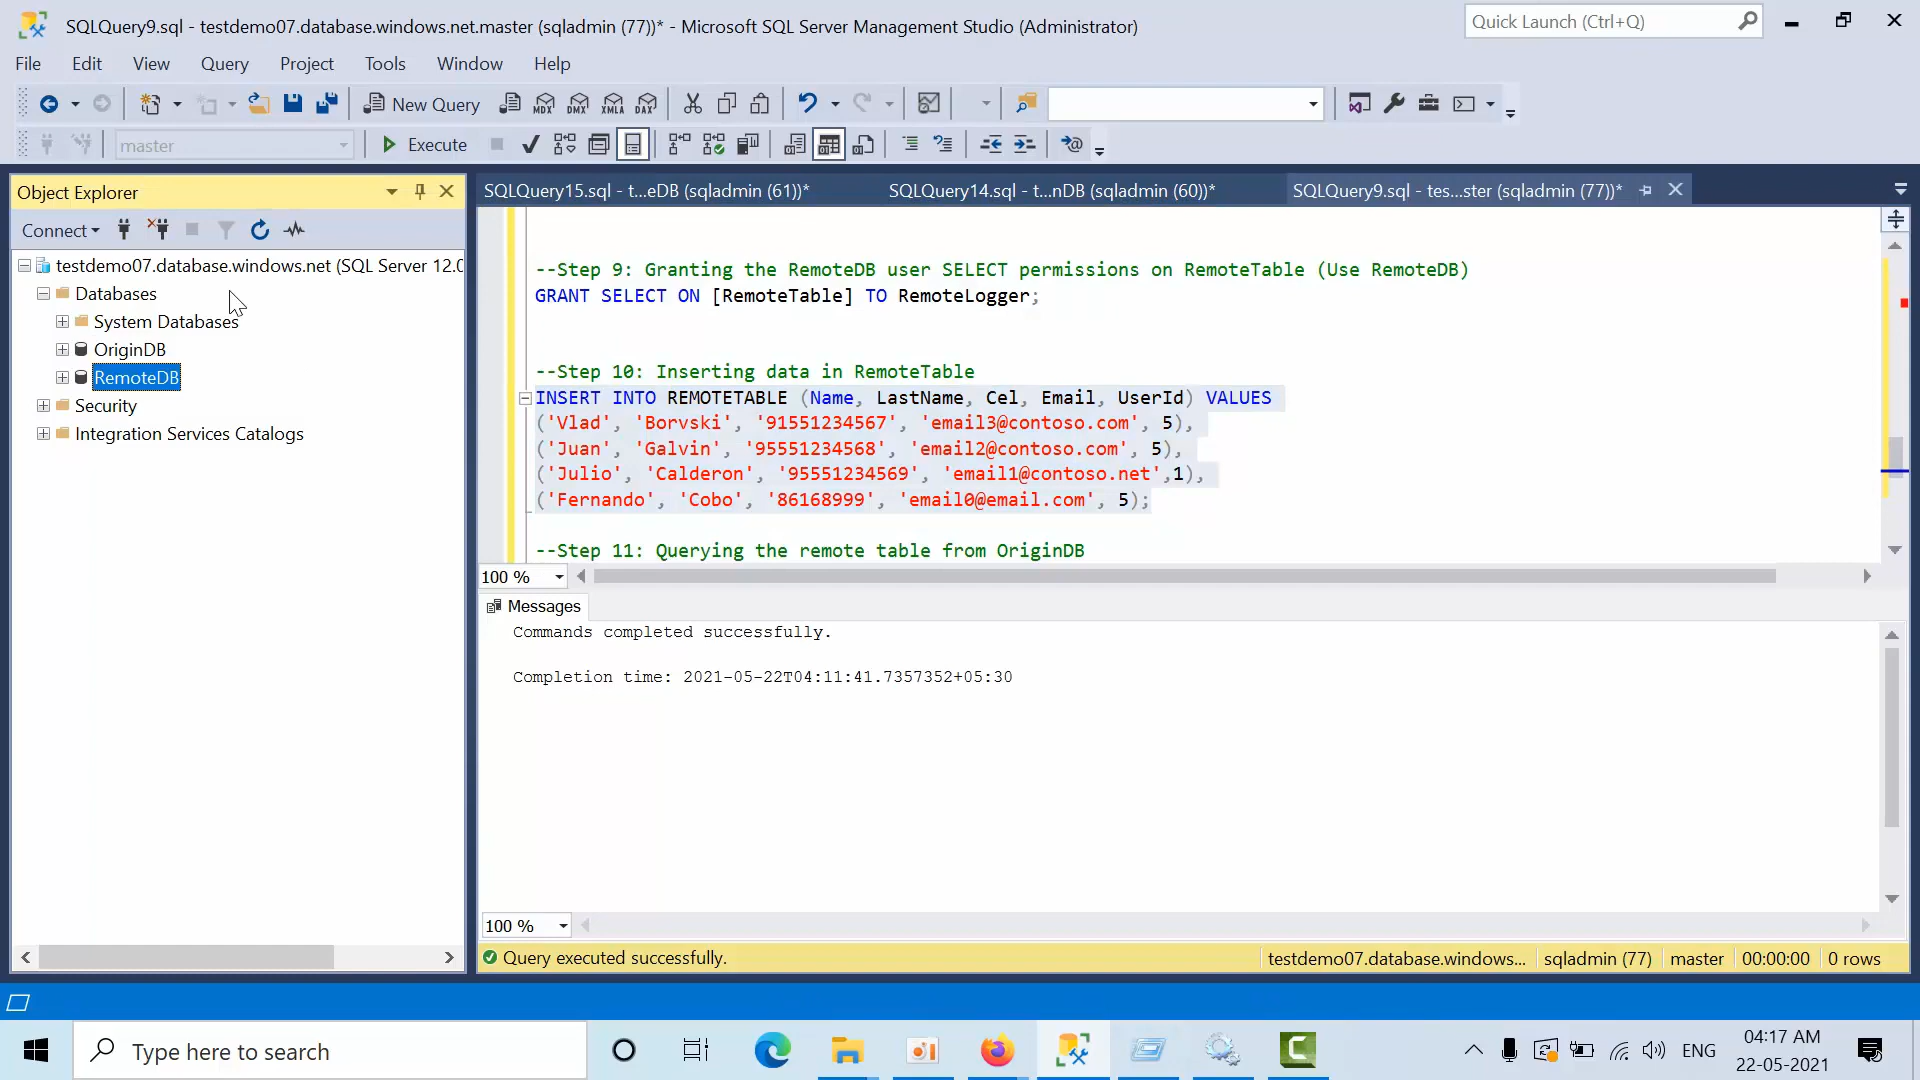 SQLQuery9.sql - testdemo07.database.windows.net.master (sqladmin (77))* - Microsoft SQL Server Management Studio (Administrator)
Quick Launch (Ctrl+Q)
File Edit View Query Project Tools Window Help
New Query MDX DMX XMLA DAX
master Execute
Object Explorer
Connect
testdemo07.database.windows.net (SQL Server 12.0
Databases
System Databases
OriginDB
RemoteDB
Security
Integration Services Catalogs
SQLQuery15.sql - t...eDB (sqladmin (61))* SQLQuery14.sql - t...nDB (sqladmin (60))* SQLQuery9.sql - tes...ster (sqladmin (77))*
--Step 9: Granting the RemoteDB user SELECT permissions on RemoteTable (Use RemoteDB)
GRANT SELECT ON [RemoteTable] TO RemoteLogger;
--Step 10: Inserting data in RemoteTable
INSERT INTO REMOTETABLE (Name, LastName, Cel, Email, UserId) VALUES
('Vlad', 'Borvski', '91551234567', 'email3@contoso.com', 5),
('Juan', 'Galvin', '95551234568', 'email2@contoso.com', 5),
('Julio', 'Calderon', '95551234569', 'email1@contoso.net',1),
('Fernando', 'Cobo', '86168999', 'email0@email.com', 5);
--Step 11: Querying the remote table from OriginDB
100 %
Messages
Commands completed successfully.
Completion time: 2021-05-22T04:11:41.7357352+05:30
100 %
Query executed successfully. testdemo07.database.windows... sqladmin (77) master 00:00:00 0 rows
Type here to search
ENG
04:17 AM
22-05-2021